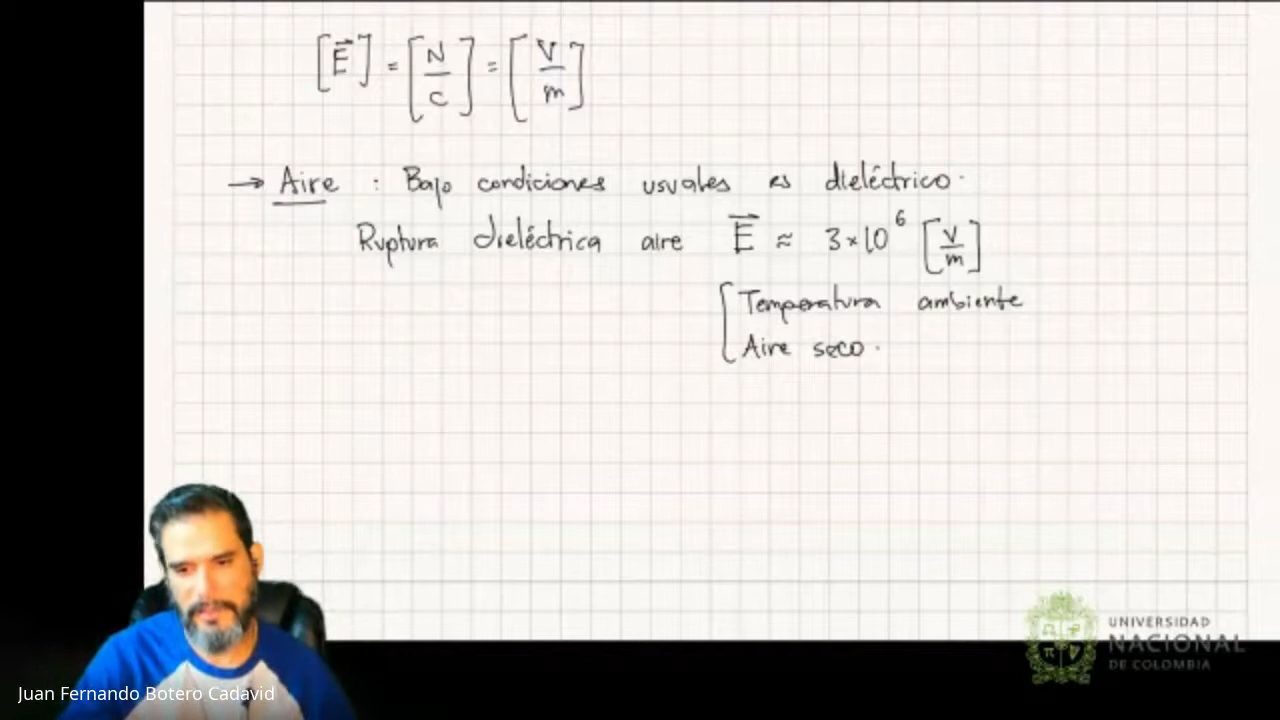 [E⃗] = [N/C] = [V/m]
→ Aire : Bajo condiciones usuales es dieléctrico.
Ruptura dieléctrica aire E⃗ ≈ 3×10⁶ [V/m]
Temperatura ambiente
Aire seco.
UNIVERSIDAD
NACIONAL
DE COLOMBIA
Juan Fernando Botero Cadavid